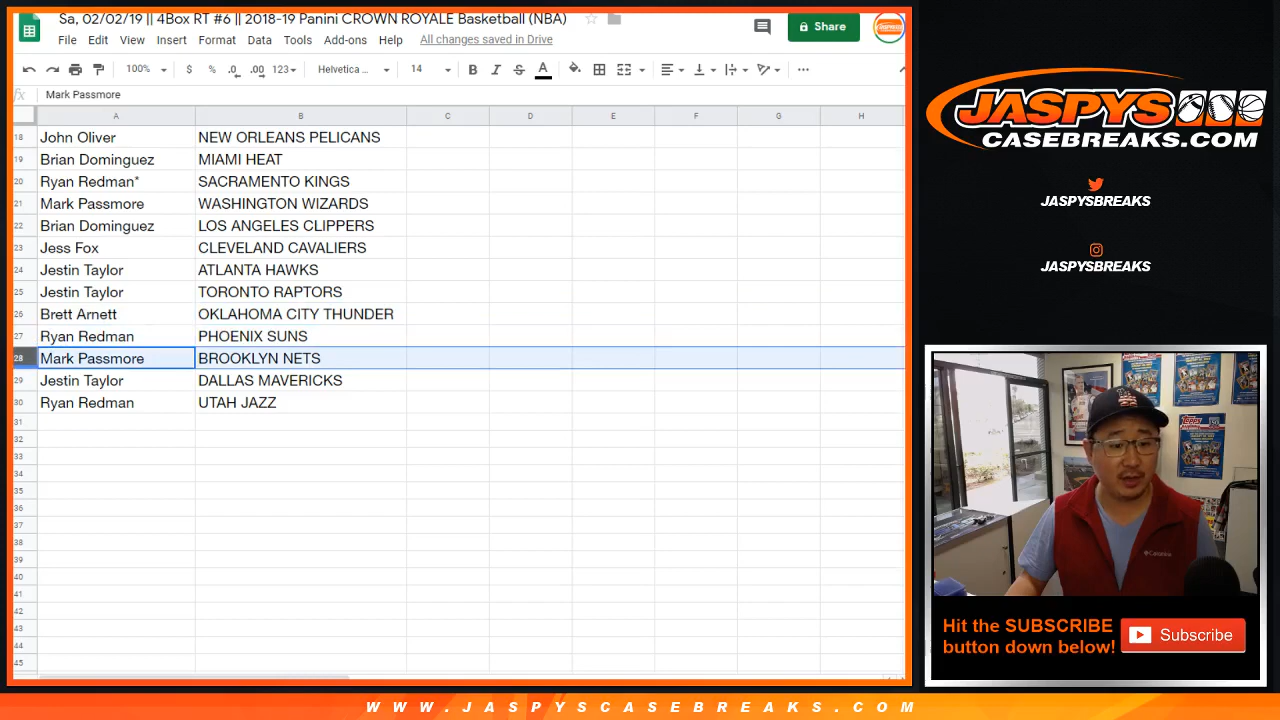 Sa, 02/02/19 || 4Box RT #6 || 2018-19 Panini CROWN ROYALE Basketball (NBA)
File Edit View Insert Format Data Tools Add-ons Help All changes saved in Drive
Share
100% $ % .0 .00 123 Helvetica ... 14 B I S A
fx Mark Passmore
A B C D E F G H
18 John Oliver NEW ORLEANS PELICANS
19 Brian Dominguez MIAMI HEAT
20 Ryan Redman* SACRAMENTO KINGS
21 Mark Passmore WASHINGTON WIZARDS
22 Brian Dominguez LOS ANGELES CLIPPERS
23 Jess Fox CLEVELAND CAVALIERS
24 Jestin Taylor ATLANTA HAWKS
25 Jestin Taylor TORONTO RAPTORS
26 Brett Arnett OKLAHOMA CITY THUNDER
27 Ryan Redman PHOENIX SUNS
28 Mark Passmore BROOKLYN NETS
29 Jestin Taylor DALLAS MAVERICKS
30 Ryan Redman UTAH JAZZ
31
32
33
34
35
36
37
38
39
40
41
42
43
44
45
JASPYS
CASEBREAKS.COM
JASPYSBREAKS
JASPYSBREAKS
Hit the SUBSCRIBE
button down below!
Subscribe
WWW.JASPYSCASEBREAKS.COM